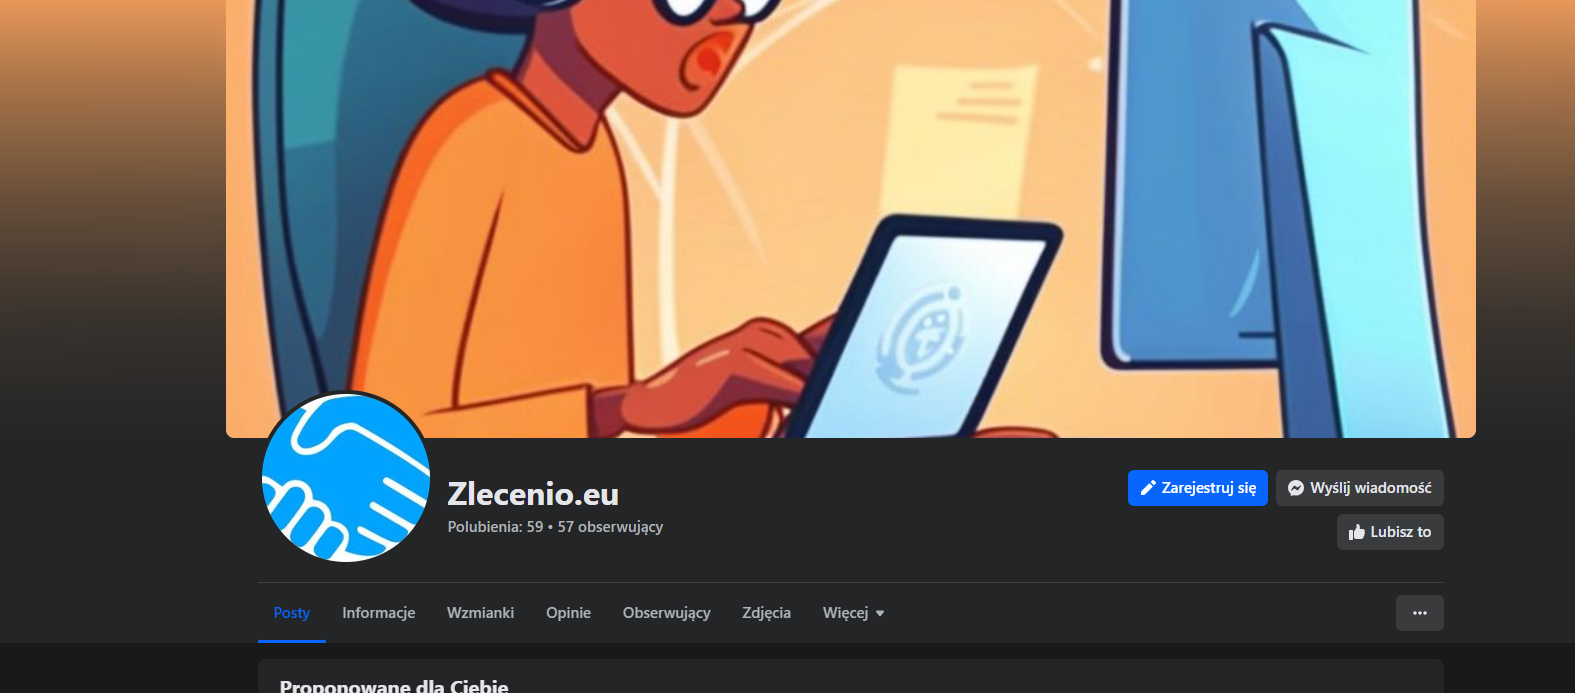 Zlecenio.eu
Polubienia: 59 • 57 obserwujący
Zarejestruj się
Wyślij wiadomość
Lubisz to
Posty Informacje Wzmianki Opinie Obserwujący Zdjęcia Więcej
Proponowane dla Ciebie